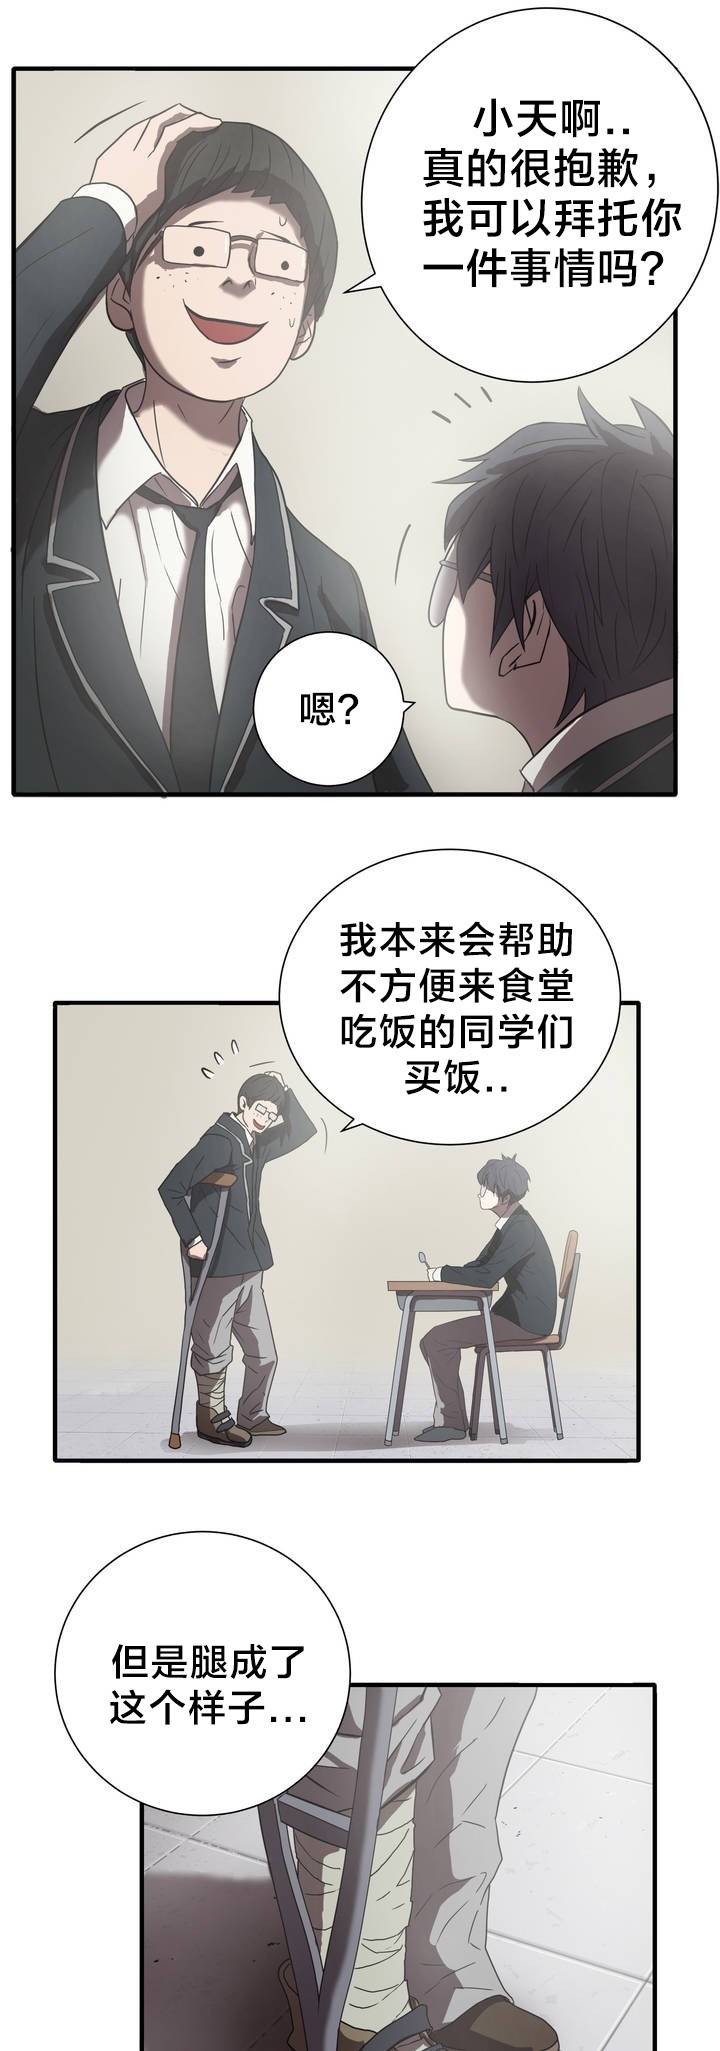 小天啊..
真的很抱歉，
我可以拜托你
一件事情吗?
嗯?
我本来会帮助
不方便来食堂
吃饭的同学们
买饭..
但是腿成了
这个样子...